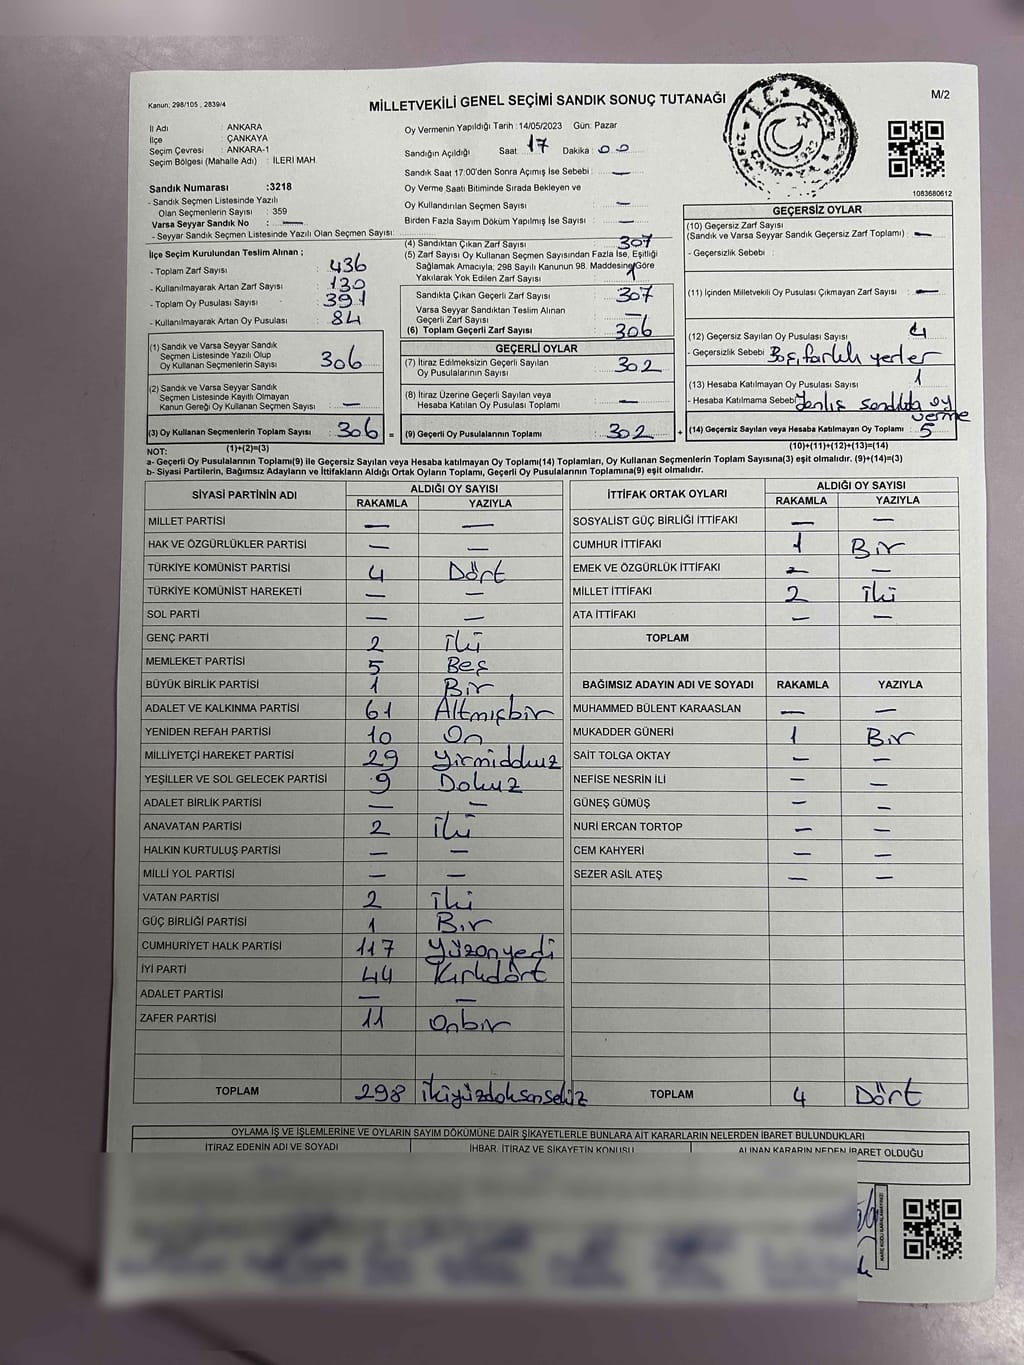 Kanun; 298/105 , 2839/4
MİLLETVEKİLİ GENEL SEÇİMİ SANDIK SONUÇ TUTANAĞI
M/2
İl Adı : ANKARA
İlçe : ÇANKAYA
Seçim Çevresi : ANKARA-1
Seçim Bölgesi (Mahalle Adı) : İLERİ MAH.
Sandık Numarası :3218
- Sandık Seçmen Listesinde Yazılı
Olan Seçmenlerin Sayısı : 359
Varsa Seyyar Sandık No : —
- Seyyar Sandık Seçmen Listesinde Yazılı Olan Seçmen Sayısı:
Oy Vermenin Yapıldığı Tarih :14/05/2023 Gün: Pazar
Sandığın Açıldığı Saat: 17 Dakika : 00
Sandık Saat 17.00'den Sonra Açımış İse Sebebi : —
Oy Verme Saati Bitiminde Sırada Bekleyen ve
Oy Kullandırılan Seçmen Sayısı : —
Birden Fazla Sayım Döküm Yapılmış İse Sayısı : —
T.C.
ÇANKAYA
1083680612
İlçe Seçim Kurulundan Teslim Alınan ;
- Toplam Zarf Sayısı : 436
- Kullanılmayarak Artan Zarf Sayısı : 130
- Toplam Oy Pusulası Sayısı : 391
- Kullanılmayarak Artan Oy Pusulası : 84
(1) Sandık ve Varsa Seyyar Sandık
Seçmen Listesinde Yazılı Olup
Oy Kullanan Seçmenlerin Sayısı : 306
(2) Sandık ve Varsa Seyyar Sandık
Seçmen Listesinde Kayıtlı Olmayan
Kanun Gereği Oy Kullanan Seçmen Sayısı : —
(3) Oy Kullanan Seçmenlerin Toplam Sayısı : 306 =
(1)+(2)=(3)
(4) Sandıktan Çıkan Zarf Sayısı : 307
(5) Zarf Sayısı Oy Kullanan Seçmen Sayısından Fazla İse, Eşitliği
Sağlamak Amacıyla; 298 Sayılı Kanunun 98. Maddesine Göre
Yakılarak Yok Edilen Zarf Sayısı : 1
Sandıkta Çıkan Geçerli Zarf Sayısı : 307
Varsa Seyyar Sandıktan Teslim Alınan
Geçerli Zarf Sayısı : —
(6) Toplam Geçerli Zarf Sayısı : 306
GEÇERLİ OYLAR
(7) İtiraz Edilmeksizin Geçerli Sayılan
Oy Pusulalarının Sayısı : 302
(8) İtiraz Üzerine Geçerli Sayılan veya
Hesaba Katılan Oy Pusulaları Toplamı : —
(9) Geçerli Oy Pusulalarının Toplamı : 302 +
GEÇERSİZ OYLAR
(10) Geçersiz Zarf Sayısı
(Sandık ve Varsa Seyyar Sandık Geçersiz Zarf Toplamı) : —
- Geçersizlik Sebebi :
(11) İçinden Milletvekili Oy Pusulası Çıkmayan Zarf Sayısı : —
(12) Geçersiz Sayılan Oy Pusulası Sayısı : 4
- Geçersizlik Sebebi : Boş, farklı yerler
(13) Hesaba Katılmayan Oy Pusulası Sayısı : 1
- Hesaba Katılmama Sebebi : Yanlış sandıkta oy verme
(14) Geçersiz Sayılan veya Hesaba Katılmayan Oy Toplamı : 5
(10)+(11)+(12)+(13)=(14)
NOT:
a- Geçerli Oy Pusulalarının Toplamı(9) ile Geçersiz Sayılan veya Hesaba katılmayan Oy Toplamı(14) Toplamları, Oy Kullanan Seçmenlerin Toplam Sayısına(3) eşit olmalıdır. (9)+(14)=(3)
b- Siyasi Partilerin, Bağımsız Adayların ve İttifakların Aldığı Ortak Oyların Toplamı, Geçerli Oy Pusulalarının Toplamına(9) eşit olmalıdır.
SİYASİ PARTİNİN ADI ALDIĞI OY SAYISI
RAKAMLA YAZIYLA
MİLLET PARTİSİ — —
HAK VE ÖZGÜRLÜKLER PARTİSİ — —
TÜRKİYE KOMÜNİST PARTİSİ 4 Dört
TÜRKİYE KOMÜNİST HAREKETİ — —
SOL PARTİ — —
GENÇ PARTİ 2 İki
MEMLEKET PARTİSİ 5 Beş
BÜYÜK BİRLİK PARTİSİ 1 Bir
ADALET VE KALKINMA PARTİSİ 61 Altmışbir
YENİDEN REFAH PARTİSİ 10 On
MİLLİYETÇİ HAREKET PARTİSİ 29 Yirmidokuz
YEŞİLLER VE SOL GELECEK PARTİSİ 9 Dokuz
ADALET BİRLİK PARTİSİ — —
ANAVATAN PARTİSİ 2 İki
HALKIN KURTULUŞ PARTİSİ — —
MİLLİ YOL PARTİSİ — —
VATAN PARTİSİ 2 İki
GÜÇ BİRLİĞİ PARTİSİ 1 Bir
CUMHURİYET HALK PARTİSİ 117 Yüzonyedi
İYİ PARTİ 44 Kırkdört
ADALET PARTİSİ — —
ZAFER PARTİSİ 11 Onbir
TOPLAM 298 İkiyüzdoksansekiz
İTTİFAK ORTAK OYLARI ALDIĞI OY SAYISI
RAKAMLA YAZIYLA
SOSYALİST GÜÇ BİRLİĞİ İTTİFAKI — —
CUMHUR İTTİFAKI 1 Bir
EMEK VE ÖZGÜRLÜK İTTİFAKI — —
MİLLET İTTİFAKI 2 İki
ATA İTTİFAKI — —
TOPLAM
BAĞIMSIZ ADAYIN ADI VE SOYADI RAKAMLA YAZIYLA
MUHAMMED BÜLENT KARAASLAN — —
MUKADDER GÜNERİ 1 Bir
SAİT TOLGA OKTAY — —
NEFİSE NESRİN İLİ — —
GÜNEŞ GÜMÜŞ — —
NURİ ERCAN TORTOP — —
CEM KAHYERİ — —
SEZER ASİL ATEŞ — —
TOPLAM 4 Dört
OYLAMA İŞ VE İŞLEMLERİNE VE OYLARIN SAYIM DÖKÜMÜNE DAİR ŞİKAYETLERLE BUNLARA AİT KARARLARIN NELERDEN İBARET BULUNDUKLARI
İTİRAZ EDENİN ADI VE SOYADI İHBAR, İTİRAZ VE ŞİKAYETİN KONUSU ALINAN KARARIN NEDEN İBARET OLDUĞU